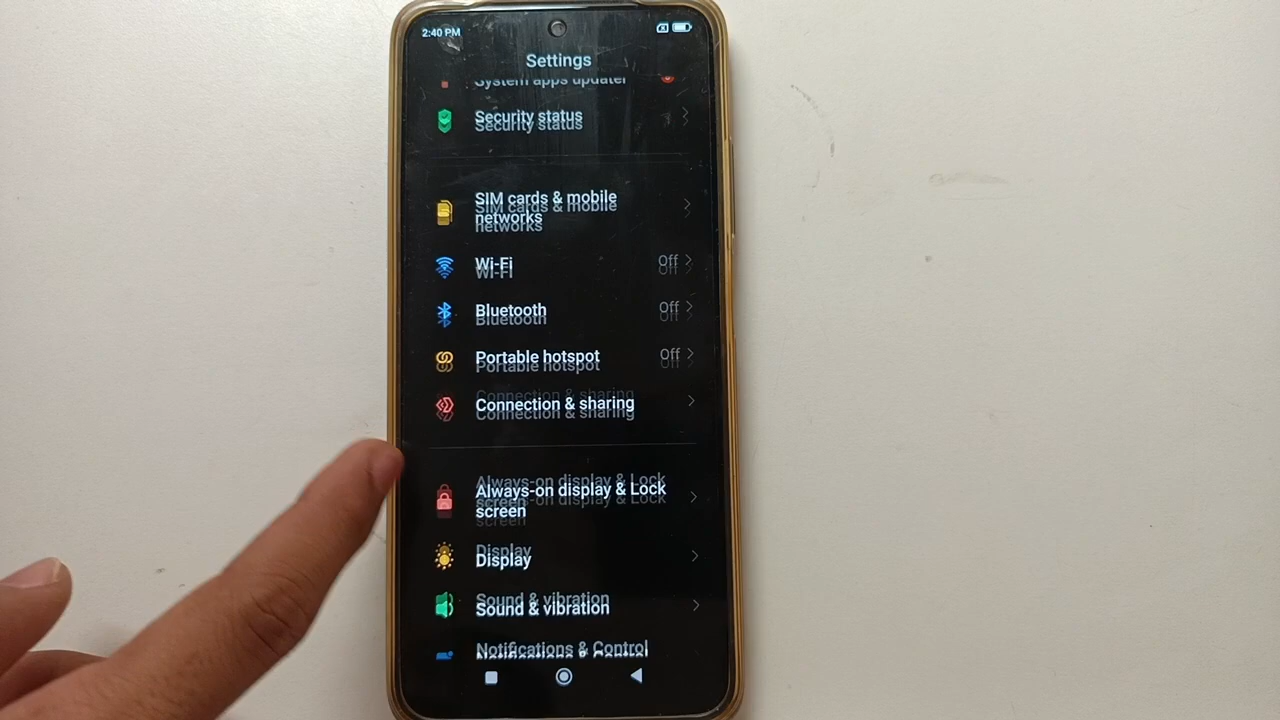 2:40 PM
Settings
System apps updater
Security status
SIM cards & mobile
networks
Wi-Fi
Off
Bluetooth
Off
Portable hotspot
Off
Connection & sharing
Always-on display & Lock
screen
Display
Sound & vibration
Notifications & Control